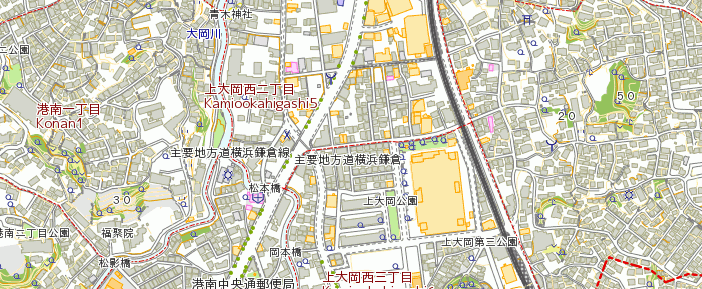 青木神社
大岡川
二公園
上大岡西二丁目
Kamiookahigashi5
港南一丁目
Konan1
50
20
主要地方道横浜鎌倉線
主要地方道横浜鎌倉
松本橋
30
上大岡公園
福聚院
港南二丁目公園
上大岡第三公園
岡本橋
松影橋
上大岡西三丁目
港南中央通郵便局